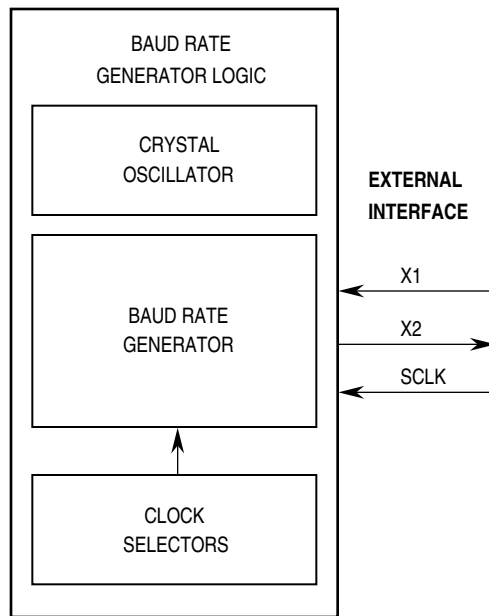 BAUD RATE
GENERATOR LOGIC
CRYSTAL
OSCILLATOR
BAUD RATE
GENERATOR
CLOCK
SELECTORS
EXTERNAL
INTERFACE
X1
X2
SCLK